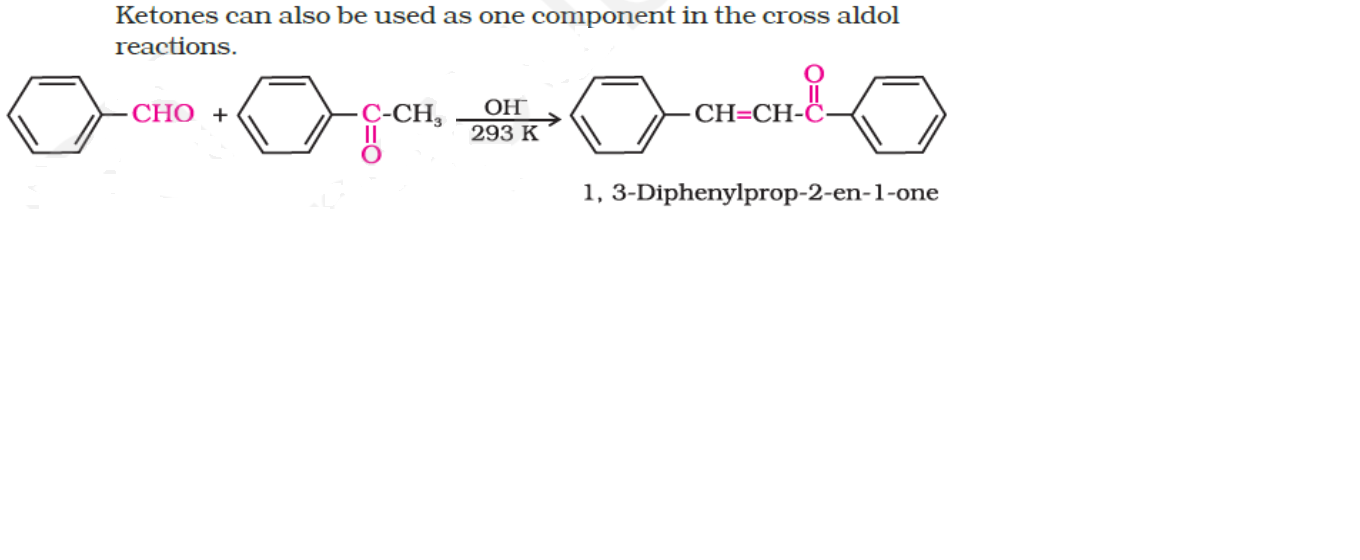 Ketones can also be used as one component in the cross aldol
reactions.
CHO + C-CH₃ O OH⁻ 293 K CH=CH-C O
1, 3-Diphenylprop-2-en-1-one